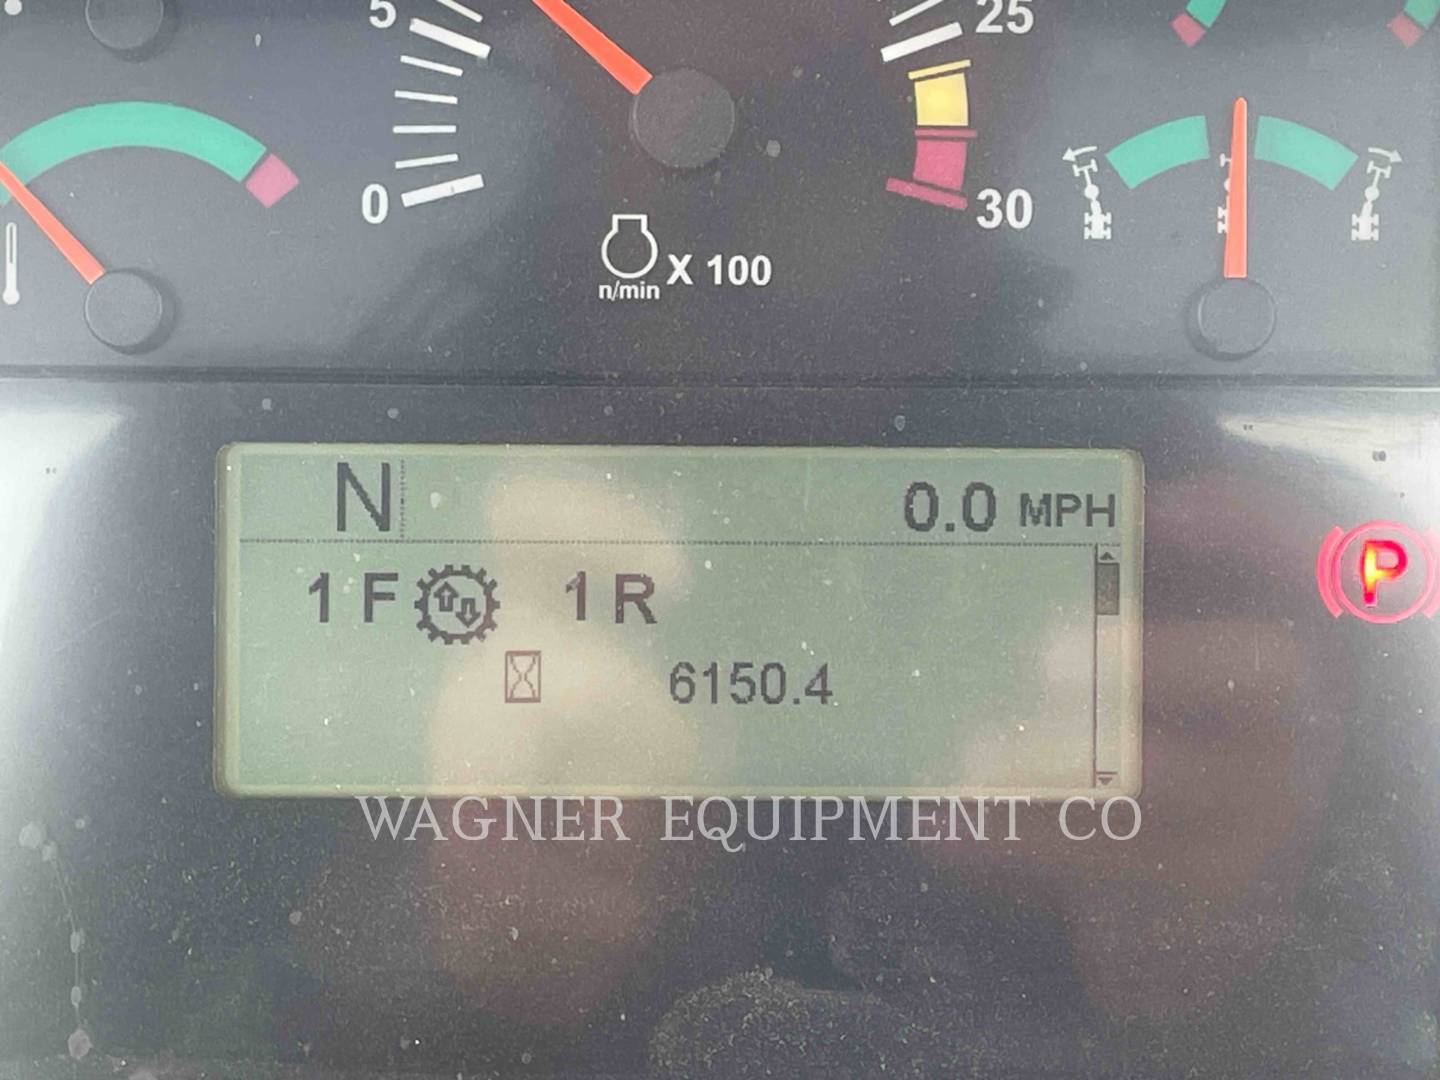 5
25
0
30
X 100
n/min
N
0.0 MPH
1 F
1 R
6150.4
P
WAGNER EQUIPMENT CO